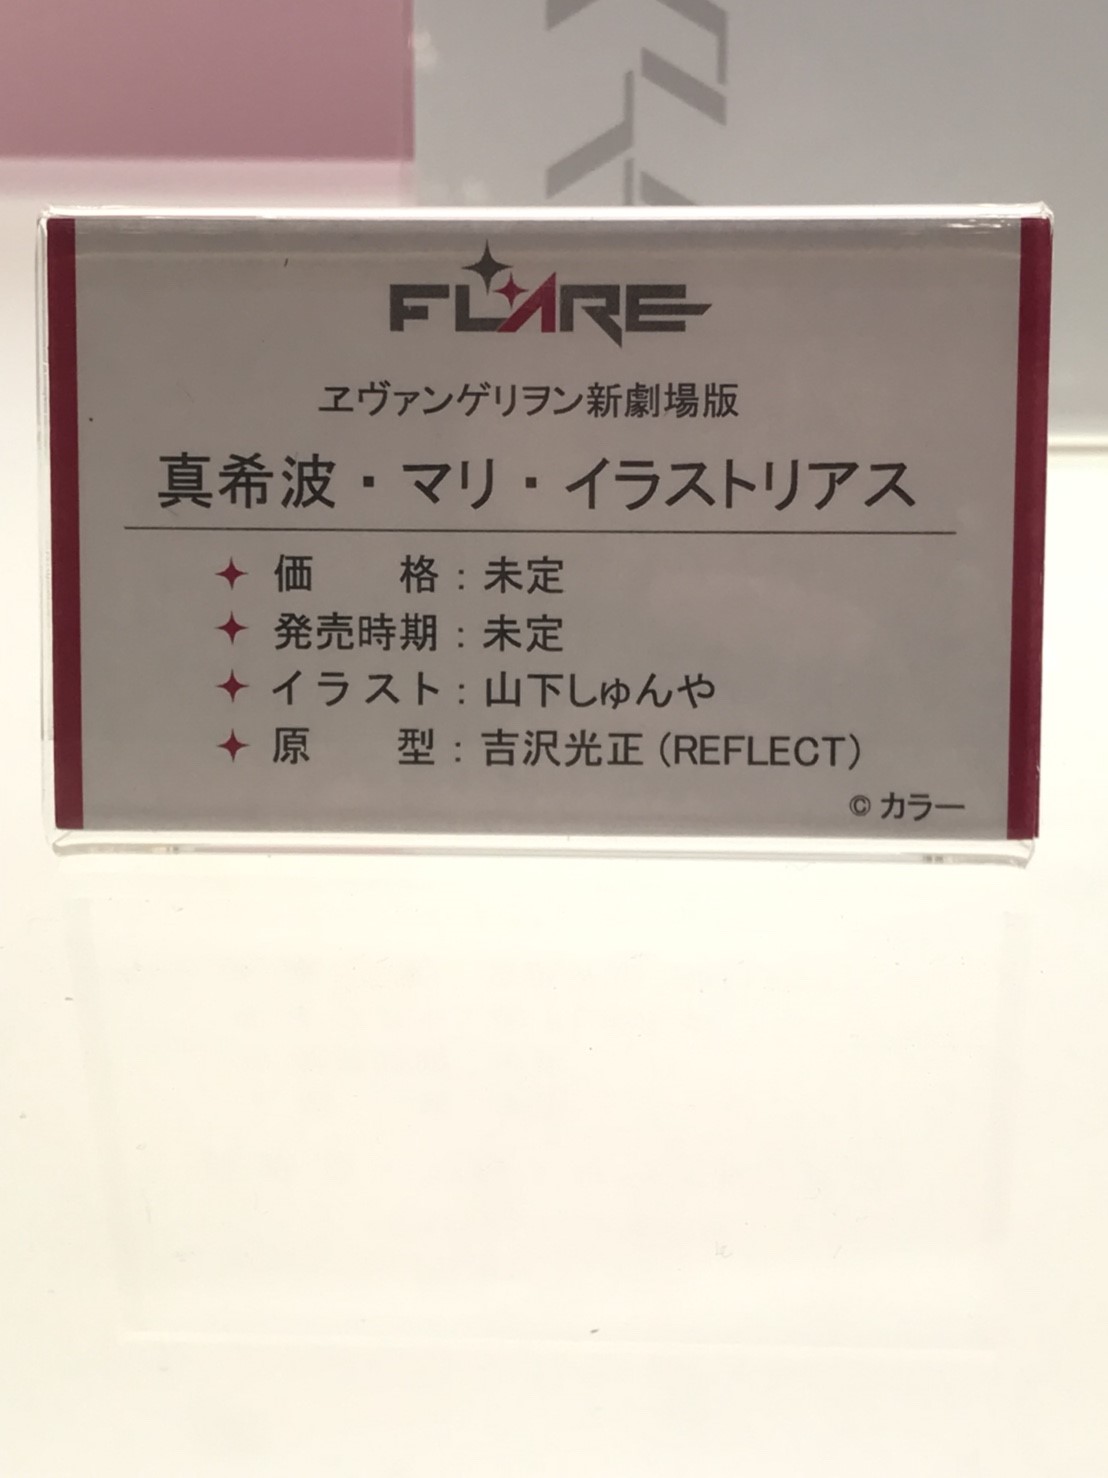 FLARE
ヱヴァンゲリヲン新劇場版
真希波・マリ・イラストリアス
価　　格：未定
発売時期：未定
イラスト：山下しゅんや
原　　型：吉沢光正（REFLECT）
© カラー